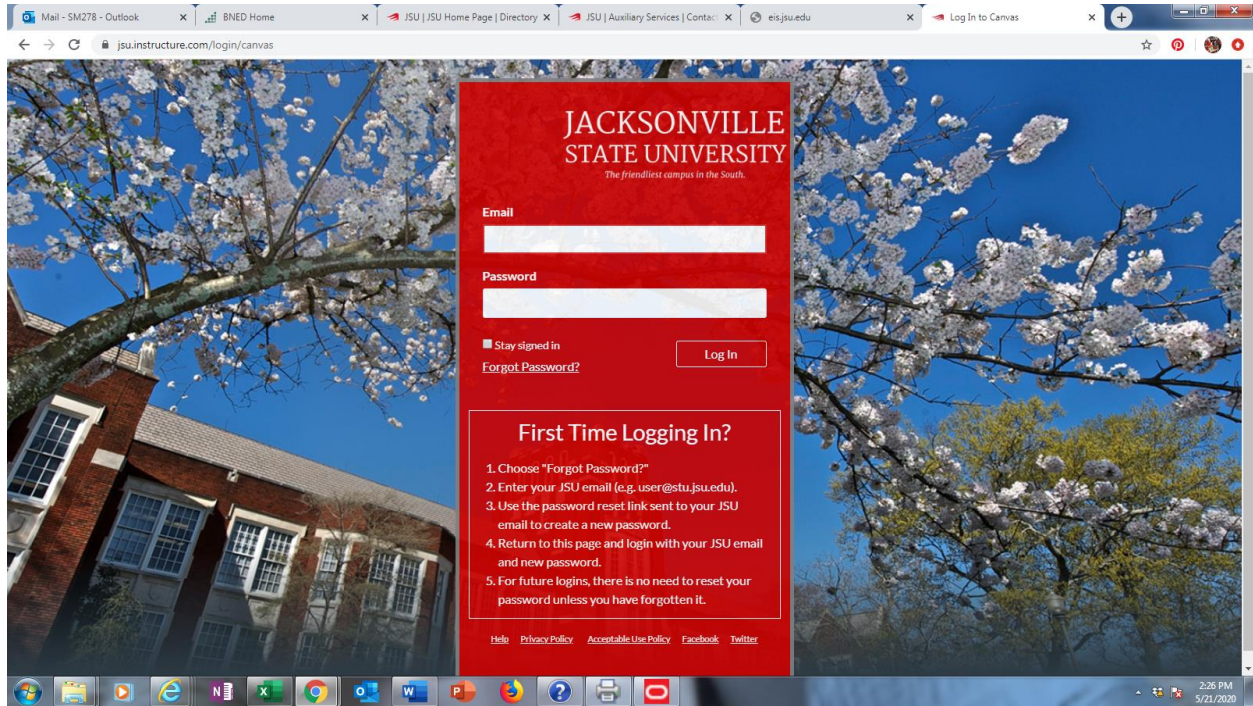 Mail - SM278 - Outlook
BNED Home
JSU | JSU Home Page | Directory
JSU | Auxiliary Services | Contac
eis.jsu.edu
Log In to Canvas
jsu.instructure.com/login/canvas
JACKSONVILLE
STATE UNIVERSITY
The friendliest campus in the South.
Email
Password
Stay signed in
Log In
Forgot Password?
First Time Logging In?
1. Choose "Forgot Password?"
2. Enter your JSU email (e.g. user@stu.jsu.edu).
3. Use the password reset link sent to your JSU
email to create a new password.
4. Return to this page and login with your JSU email
and new password.
5. For future logins, there is no need to reset your
password unless you have forgotten it.
Help Privacy Policy Acceptable Use Policy Facebook Twitter
2:26 PM
5/21/2020